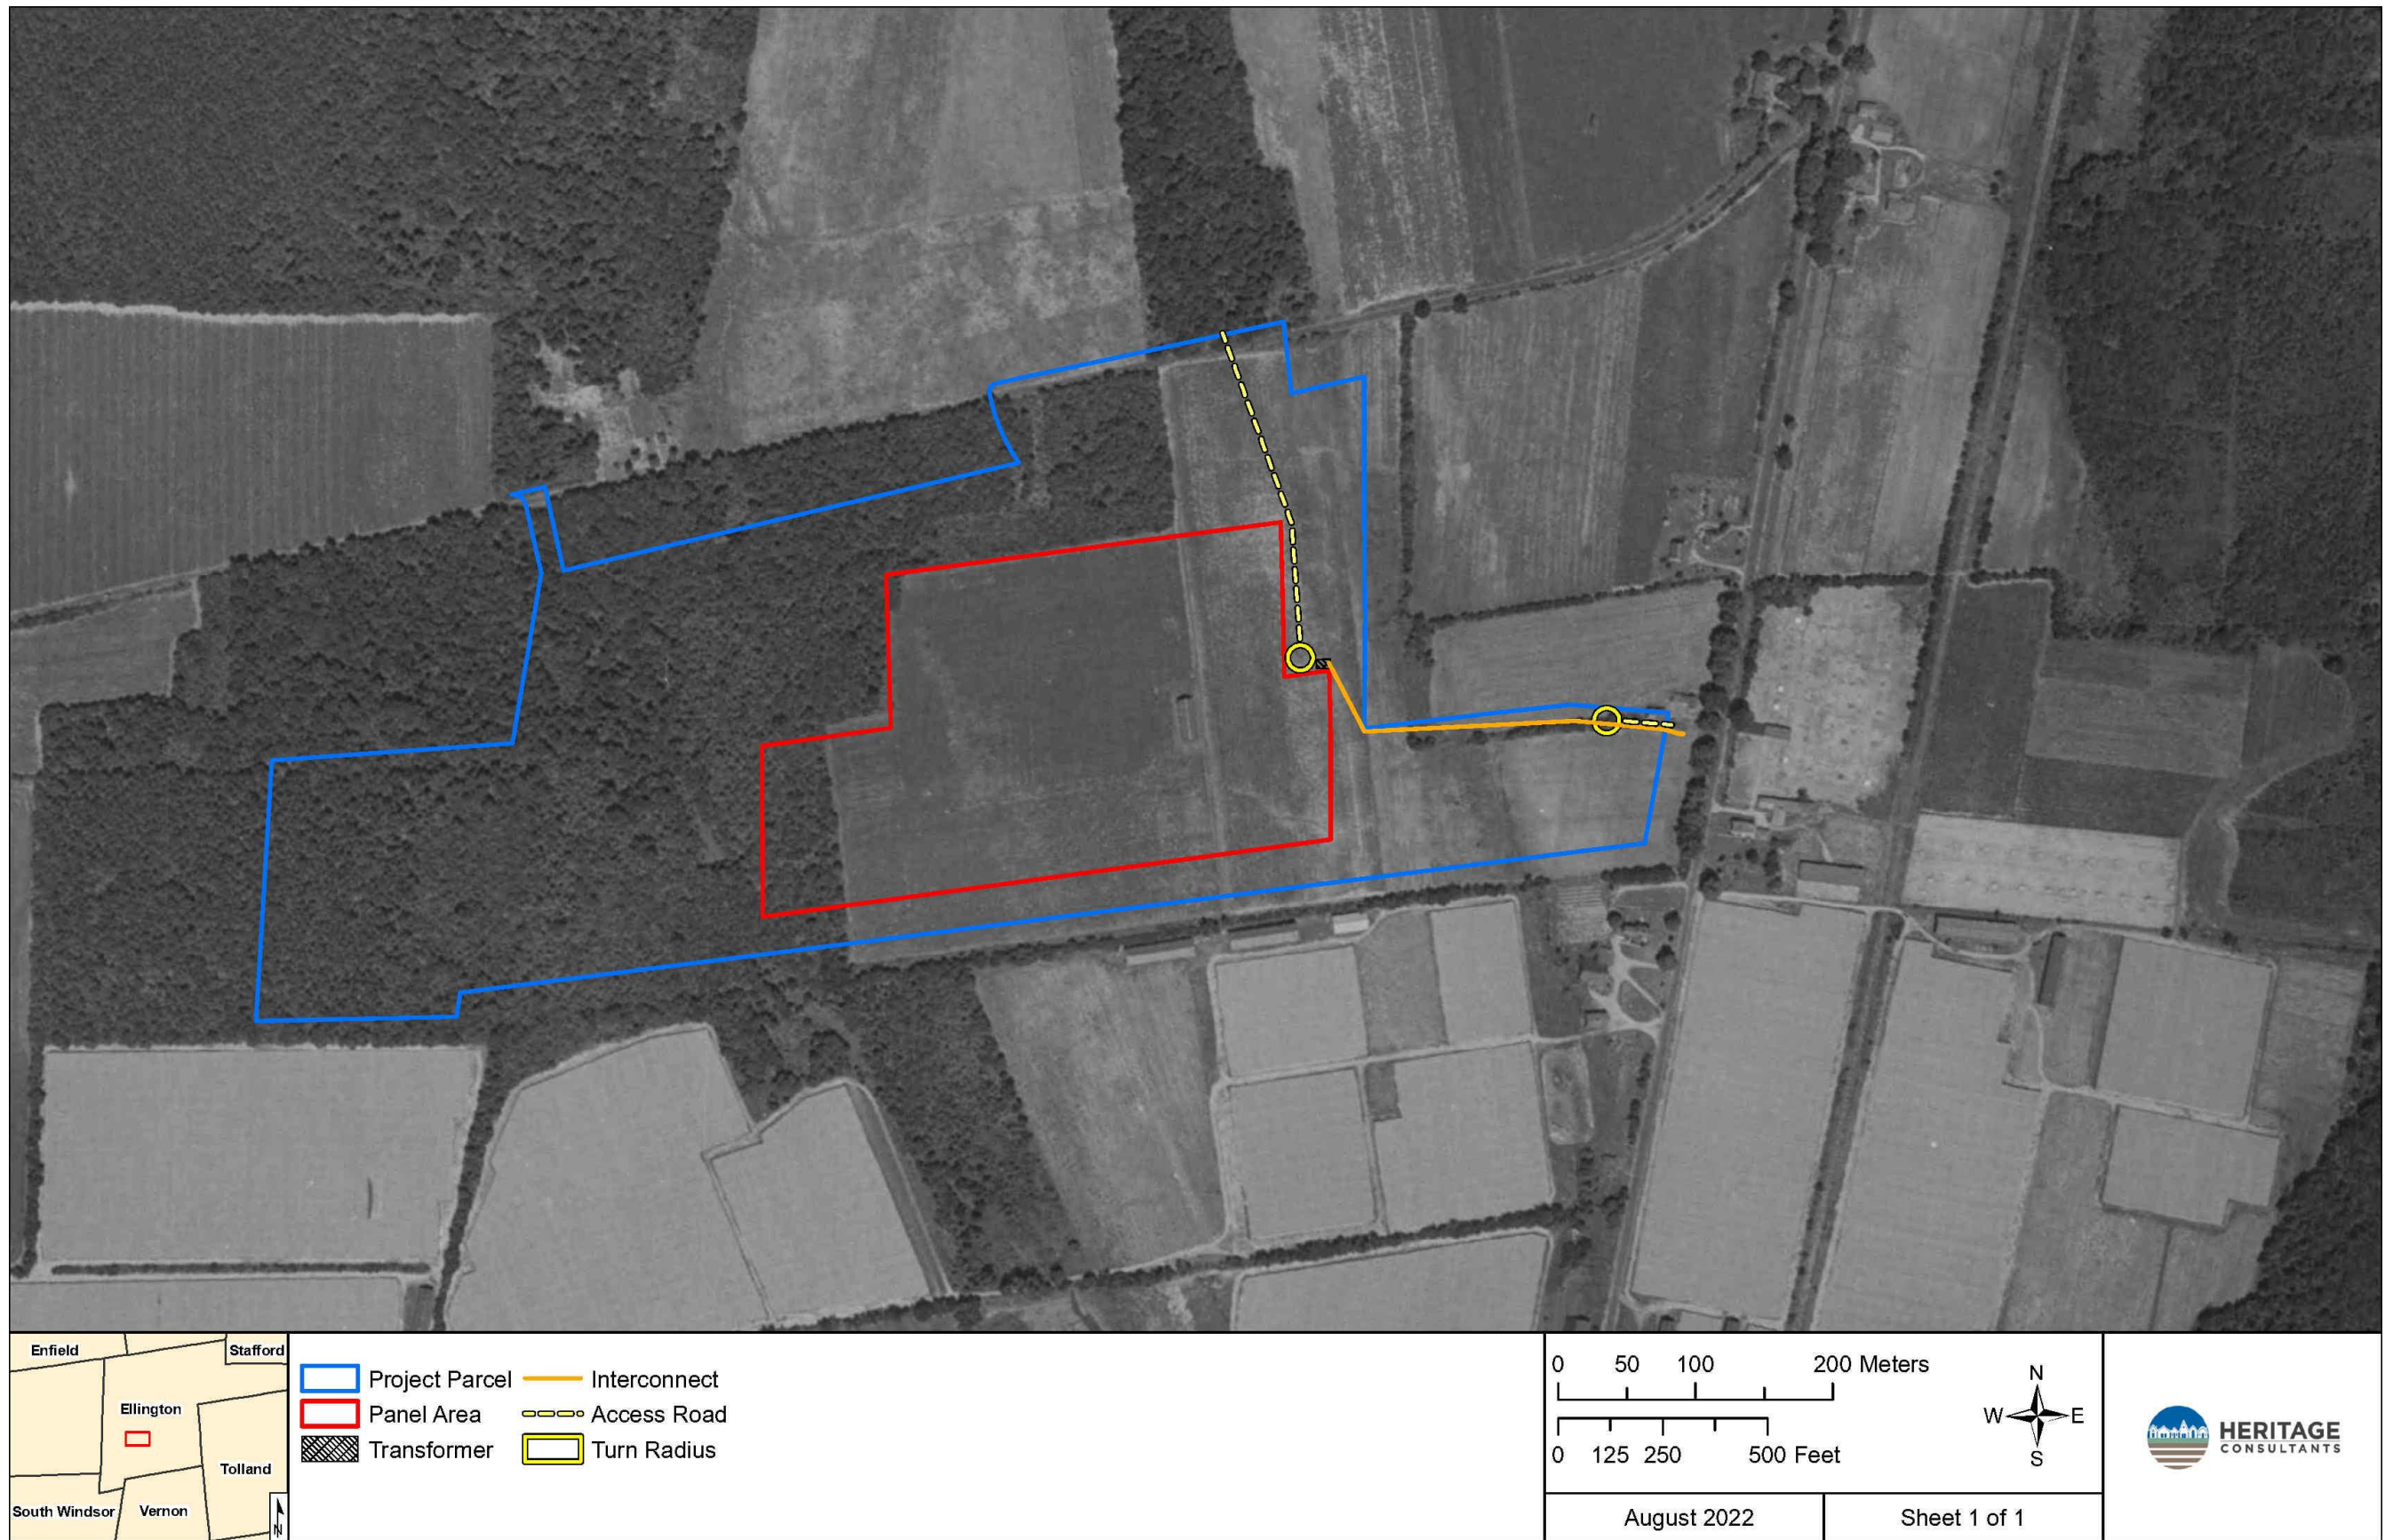 Enfield
Stafford
Ellington
Tolland
South Windsor
Vernon
N
Project Parcel
Interconnect
Panel Area
Access Road
Transformer
Turn Radius
0 50 100 200 Meters
0 125 250 500 Feet
N
W E
S
August 2022
Sheet 1 of 1
HERITAGE
CONSULTANTS